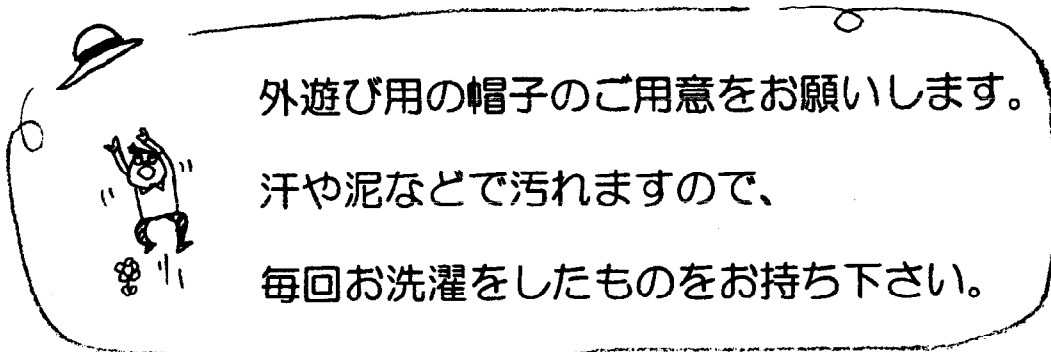 外遊び用の帽子のご用意をお願いします。
汗や泥などで汚れますので、
毎回お洗濯をしたものをお持ち下さい。